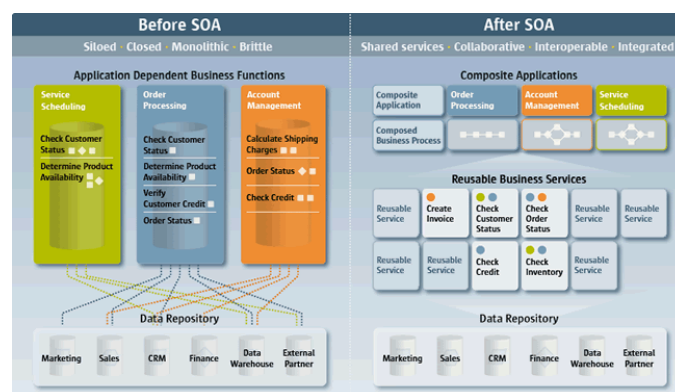 Before SOA
Siloed · Closed · Monolithic · Brittle
Application Dependent Business Functions
Service
Scheduling
Check Customer
Status
Determine Product
Availability
Order
Processing
Check Customer
Status
Determine Product
Availability
Verify
Customer Credit
Order Status
Account
Management
Calculate Shipping
Charges
Order Status
Check Credit
Data Repository
Marketing
Sales
CRM
Finance
Data
Warehouse
External
Partner
After SOA
Shared services · Collaborative · Interoperable · Integrated
Composite Applications
Composite
Application
Order
Processing
Account
Management
Service
Scheduling
Composed
Business Process
Reusable Business Services
Reusable
Service
Create
Invoice
Check
Customer
Status
Check
Order
Status
Reusable
Service
Reusable
Service
Reusable
Service
Reusable
Service
Check
Credit
Check
Inventory
Reusable
Service
Data Repository
Marketing
Sales
CRM
Finance
Data
Warehouse
External
Partner